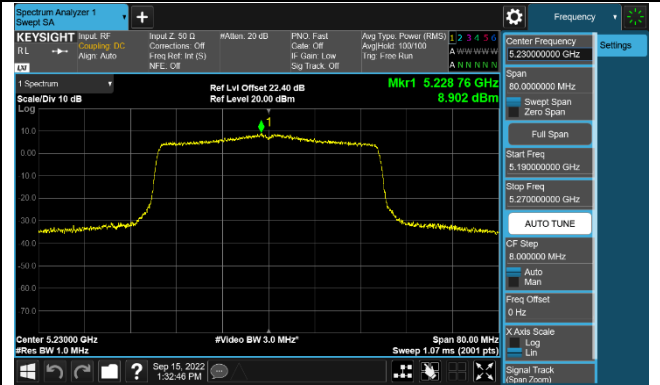 Spectrum Analyzer 1
Swept SA
Frequency
KEYSIGHT
RL
Input: RF
Coupling: DC
Align: Auto
Input Z: 50 Ω
Corrections: Off
Freq Ref: Int (S)
NFE: Off
#Atten: 20 dB
PNO: Fast
Gate: Off
IF Gain: Low
Sig Track: Off
Avg Type: Power (RMS)
Avg|Hold: 100/100
Trig: Free Run
1 2 3 4 5 6
A W W W W W
A N N N N N
LXI
1 Spectrum
Scale/Div 10 dB
Log
Ref Lvl Offset 22.40 dB
Ref Level 20.00 dBm
Mkr1 5.228 76 GHz
8.902 dBm
1
10.0
0.00
-10.0
-20.0
-30.0
-40.0
-50.0
-60.0
-70.0
Center 5.23000 GHz
#Res BW 1.0 MHz
#Video BW 3.0 MHz*
Span 80.00 MHz
Sweep 1.07 ms (2001 pts)
Sep 15, 2022
1:32:46 PM
Center Frequency
5.230000000 GHz
Settings
Span
80.0000000 MHz
Swept Span
Zero Span
Full Span
Start Freq
5.190000000 GHz
Stop Freq
5.270000000 GHz
AUTO TUNE
CF Step
8.000000 MHz
Auto
Man
Freq Offset
0 Hz
X Axis Scale
Log
Lin
Signal Track
(Span Zoom)